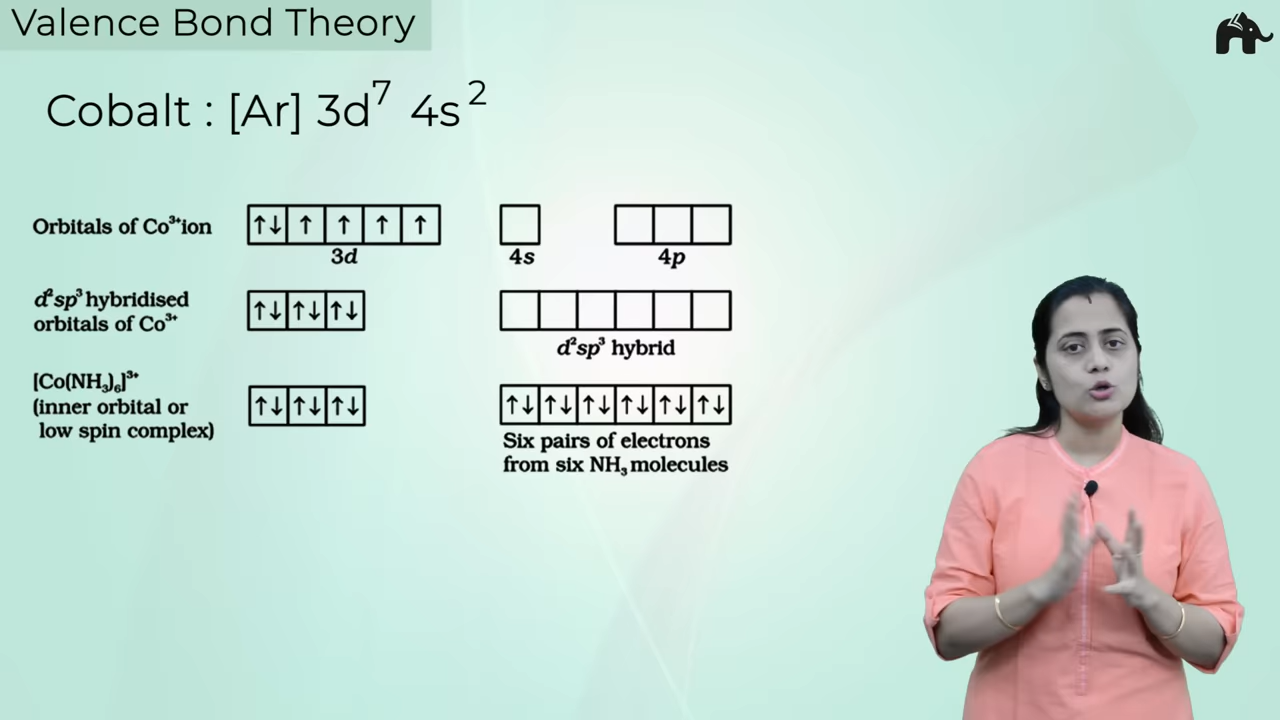 Valence Bond Theory
Cobalt : [Ar] 3d⁷ 4s²
Orbitals of Co³⁺ion
↑↓ ↑ ↑ ↑ ↑
3d
4s
4p
d²sp³ hybridised
orbitals of Co³⁺
↑↓ ↑↓ ↑↓
d²sp³ hybrid
[Co(NH₃)₆]³⁺
(inner orbital or
low spin complex)
↑↓ ↑↓ ↑↓
↑↓ ↑↓ ↑↓ ↑↓ ↑↓ ↑↓
Six pairs of electrons
from six NH₃ molecules